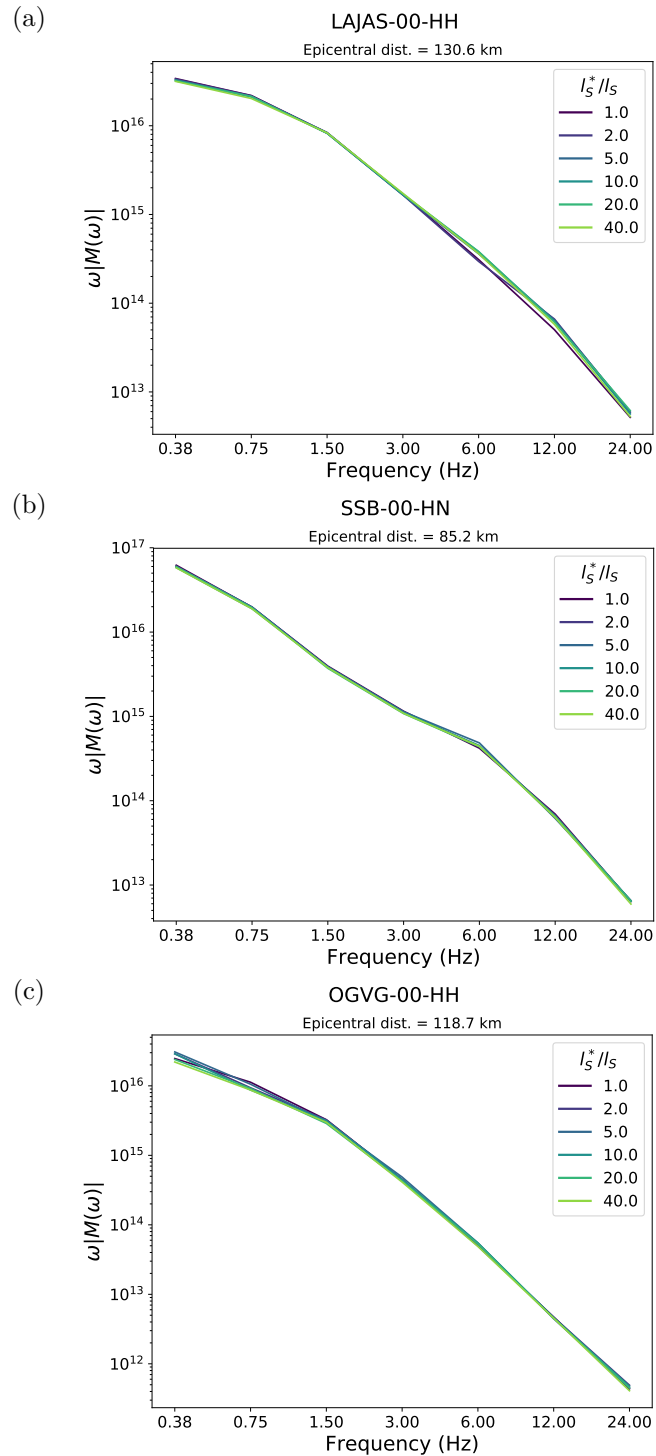 (a)
LAJAS-00-HH
Epicentral dist. = 130.6 km
l_S^*/l_S
1.0
2.0
5.0
10.0
20.0
40.0
10^16
10^15
10^14
10^13
ω|M(ω)|
0.38 0.75 1.50 3.00 6.00 12.00 24.00
Frequency (Hz)
(b)
SSB-00-HN
Epicentral dist. = 85.2 km
l_S^*/l_S
1.0
2.0
5.0
10.0
20.0
40.0
10^17
10^16
10^15
10^14
10^13
ω|M(ω)|
0.38 0.75 1.50 3.00 6.00 12.00 24.00
Frequency (Hz)
(c)
OGVG-00-HH
Epicentral dist. = 118.7 km
l_S^*/l_S
1.0
2.0
5.0
10.0
20.0
40.0
10^16
10^15
10^14
10^13
10^12
ω|M(ω)|
0.38 0.75 1.50 3.00 6.00 12.00 24.00
Frequency (Hz)